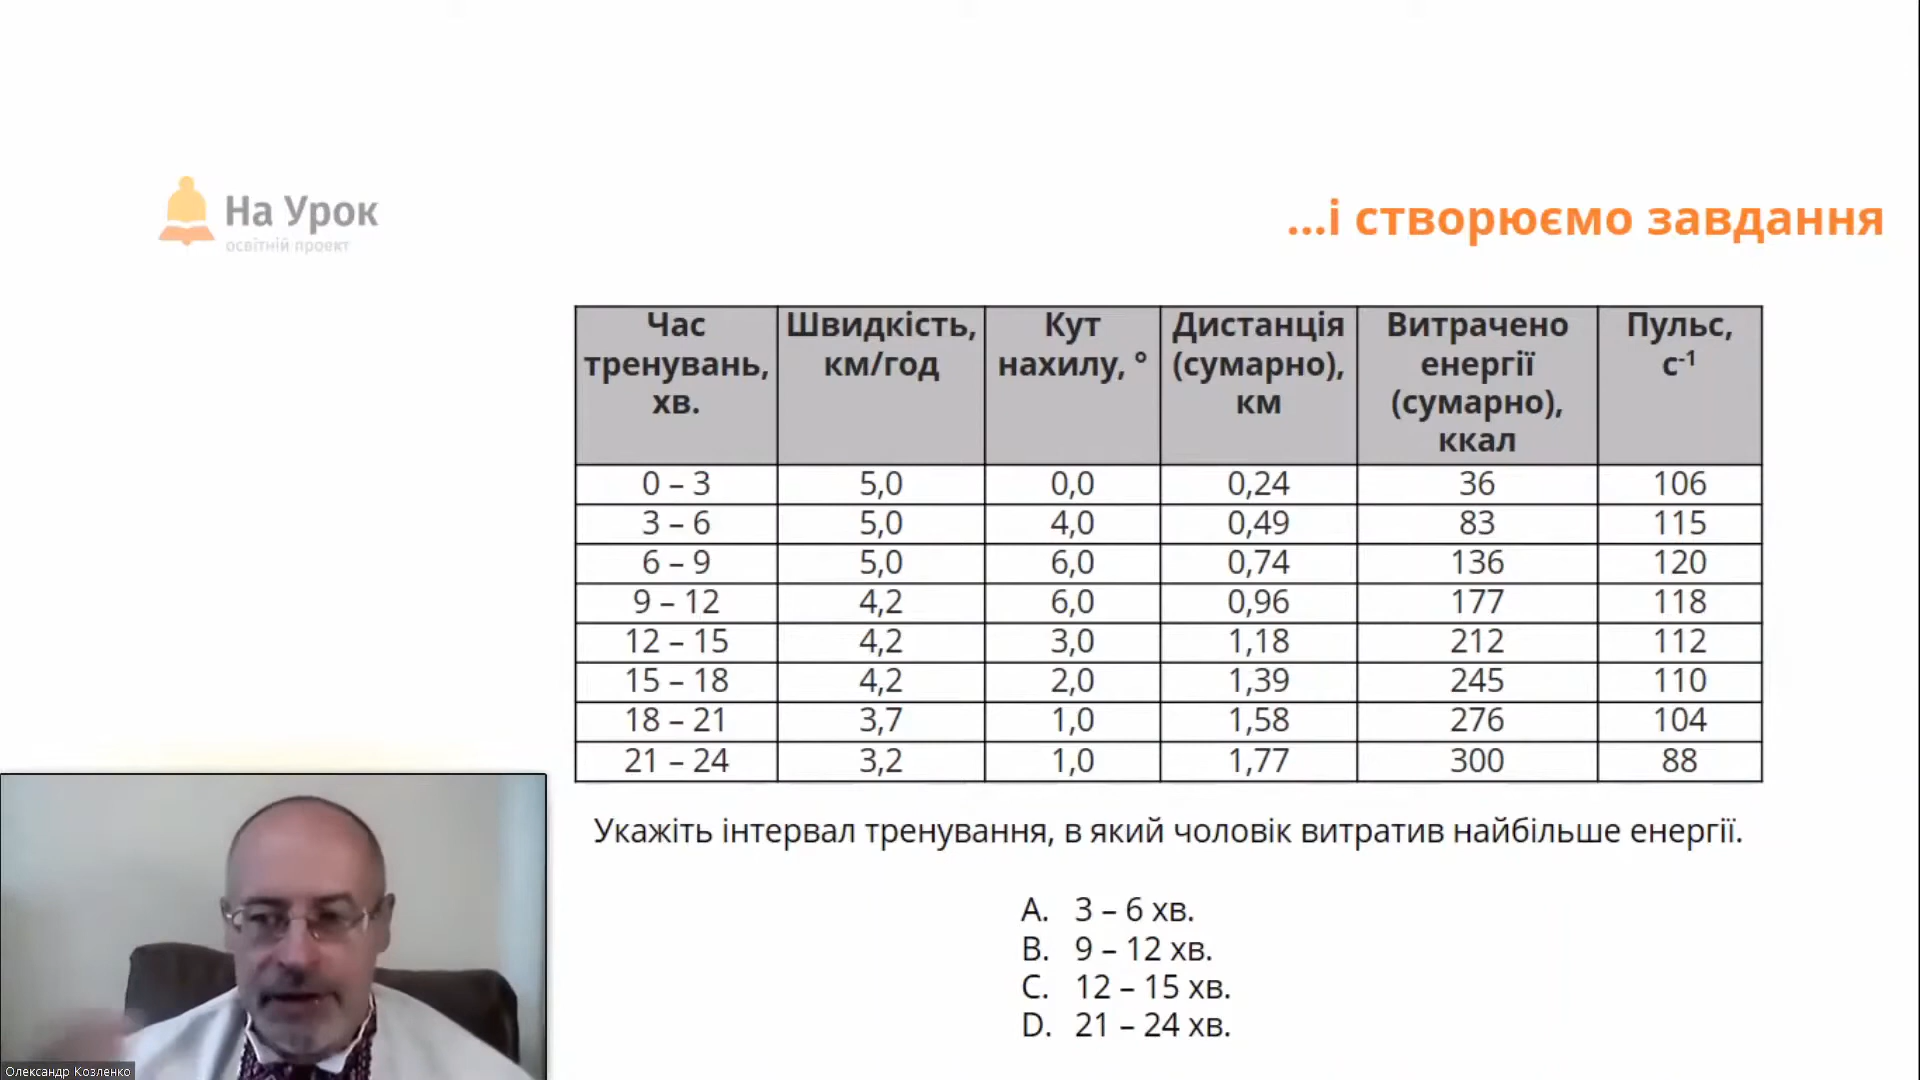 На Урок
освітній проект
...і створюємо завдання
Час тренувань, хв. Швидкість, км/год Кут нахилу, ° Дистанція (сумарно), км Витрачено енергії (сумарно), ккал Пульс, с-1
0 – 3 5,0 0,0 0,24 36 106
3 – 6 5,0 4,0 0,49 83 115
6 – 9 5,0 6,0 0,74 136 120
9 – 12 4,2 6,0 0,96 177 118
12 – 15 4,2 3,0 1,18 212 112
15 – 18 4,2 2,0 1,39 245 110
18 – 21 3,7 1,0 1,58 276 104
21 – 24 3,2 1,0 1,77 300 88
Укажіть інтервал тренування, в який чоловік витратив найбільше енергії.
A. 3 – 6 хв.
B. 9 – 12 хв.
C. 12 – 15 хв.
D. 21 – 24 хв.
Олександр Козленко